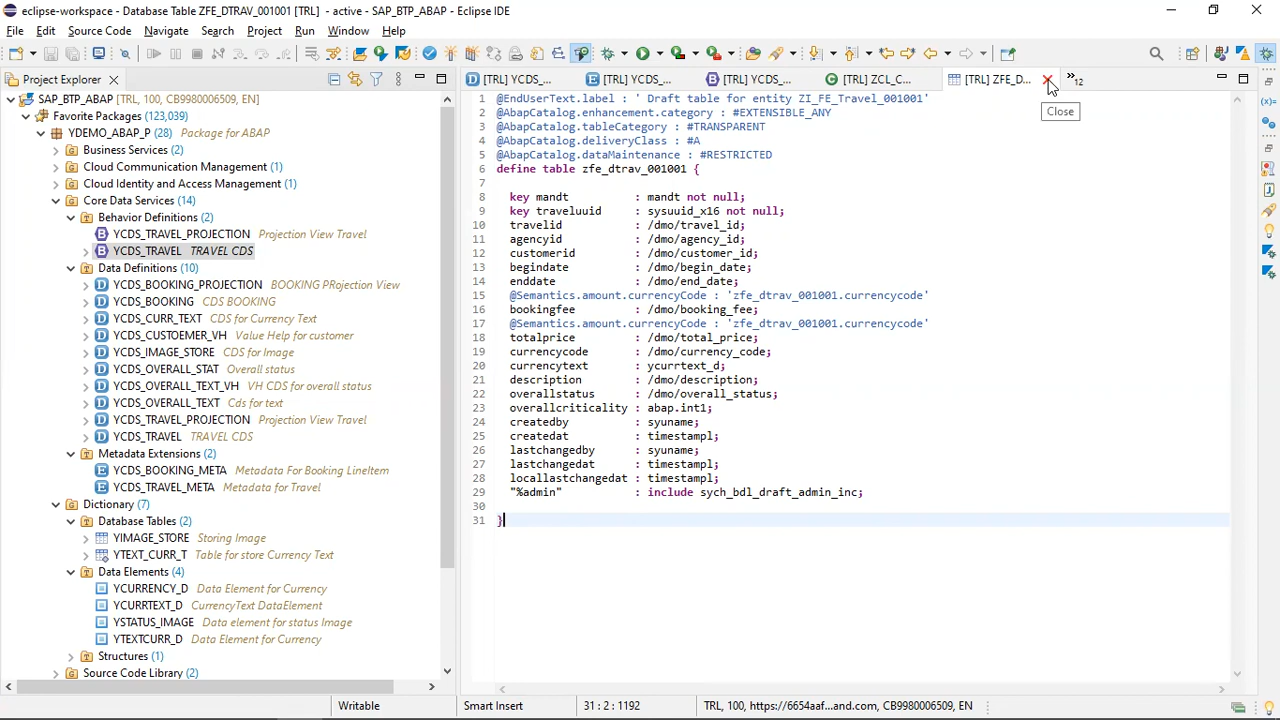 eclipse-workspace - Database Table ZFE_DTRAV_001001 [TRL] - active - SAP_BTP_ABAP - Eclipse IDE
File Edit Source Code Navigate Search Project Run Window Help
Project Explorer
[TRL] YCDS_... [TRL] YCDS_... [TRL] YCDS_... [TRL] ZCL_C... [TRL] ZFE_D... »12
Close
SAP_BTP_ABAP [TRL, 100, CB9980006509, EN]
Favorite Packages (123,039)
YDEMO_ABAP_P (28) Package for ABAP
Business Services (2)
Cloud Communication Management (1)
Cloud Identity and Access Management (1)
Core Data Services (14)
Behavior Definitions (2)
YCDS_TRAVEL_PROJECTION Projection View Travel
YCDS_TRAVEL TRAVEL CDS
Data Definitions (10)
YCDS_BOOKING_PROJECTION BOOKING PRojection View
YCDS_BOOKING CDS BOOKING
YCDS_CURR_TEXT CDS for Currency Text
YCDS_CUSTOEMER_VH Value Help for customer
YCDS_IMAGE_STORE CDS for Image
YCDS_OVERALL_STAT Overall status
YCDS_OVERALL_TEXT_VH VH CDS for overall status
YCDS_OVERALL_TEXT Cds for text
YCDS_TRAVEL_PROJECTION Projection View Travel
YCDS_TRAVEL TRAVEL CDS
Metadata Extensions (2)
YCDS_BOOKING_META Metadata For Booking LineItem
YCDS_TRAVEL_META Metadata for Travel
Dictionary (7)
Database Tables (2)
YIMAGE_STORE Storing Image
YTEXT_CURR_T Table for store Currency Text
Data Elements (4)
YCURRENCY_D Data Element for Currency
YCURRTEXT_D CurrencyText DataElement
YSTATUS_IMAGE Data element for status Image
YTEXTCURR_D Data Element for Currency
Structures (1)
Source Code Library (2)
1 @EndUserText.label : ' Draft table for entity ZI_FE_Travel_001001'
2 @AbapCatalog.enhancement.category : #EXTENSIBLE_ANY
3 @AbapCatalog.tableCategory : #TRANSPARENT
4 @AbapCatalog.deliveryClass : #A
5 @AbapCatalog.dataMaintenance : #RESTRICTED
6 define table zfe_dtrav_001001 {
7
8 key mandt : mandt not null;
9 key traveluuid : sysuuid_x16 not null;
10 travelid : /dmo/travel_id;
11 agencyid : /dmo/agency_id;
12 customerid : /dmo/customer_id;
13 begindate : /dmo/begin_date;
14 enddate : /dmo/end_date;
15 @Semantics.amount.currencyCode : 'zfe_dtrav_001001.currencycode'
16 bookingfee : /dmo/booking_fee;
17 @Semantics.amount.currencyCode : 'zfe_dtrav_001001.currencycode'
18 totalprice : /dmo/total_price;
19 currencycode : /dmo/currency_code;
20 currencytext : ycurrtext_d;
21 description : /dmo/description;
22 overallstatus : /dmo/overall_status;
23 overallcriticality : abap.int1;
24 createdby : syuname;
25 createdat : timestampl;
26 lastchangedby : syuname;
27 lastchangedat : timestampl;
28 locallastchangedat : timestampl;
29 "%admin" : include sych_bdl_draft_admin_inc;
30
31 }
Writable Smart Insert 31 : 2 : 1192 TRL, 100, https://6654aaf...and.com, CB9980006509, EN